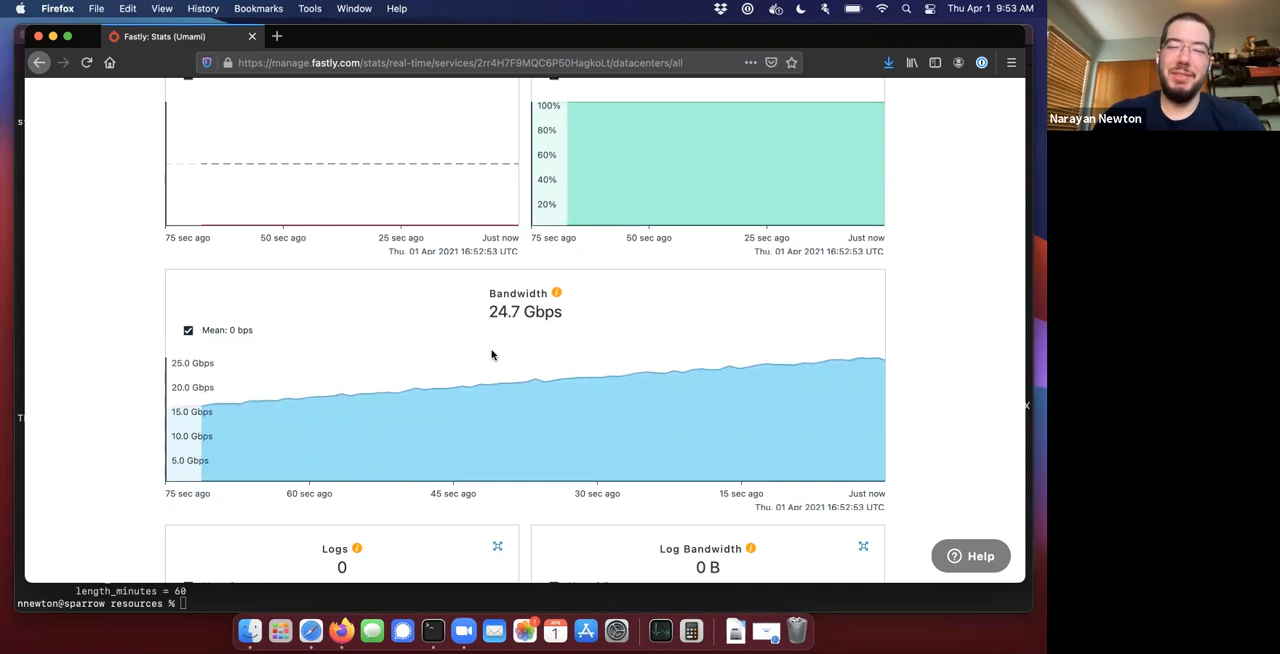 Firefox File Edit View History Bookmarks Tools Window Help Thu Apr 1 9:53 AM
Fastly: Stats (Umami)
https://manage.fastly.com/stats/real-time/services/2rr4H7F9MQC6P50HagkoLt/datacenters/all
Narayan Newton
100%
80%
60%
40%
20%
75 sec ago 50 sec ago 25 sec ago Just now
Thu, 01 Apr 2021 16:52:53 UTC
75 sec ago 50 sec ago 25 sec ago Just now
Thu, 01 Apr 2021 16:52:53 UTC
Bandwidth
24.7 Gbps
Mean: 0 bps
25.0 Gbps
20.0 Gbps
15.0 Gbps
10.0 Gbps
5.0 Gbps
75 sec ago 60 sec ago 45 sec ago 30 sec ago 15 sec ago Just now
Thu, 01 Apr 2021 16:52:53 UTC
Logs
0
Log Bandwidth
0 B
Help
length_minutes = 60
nnewton@sparrow resources %
APR
1
1